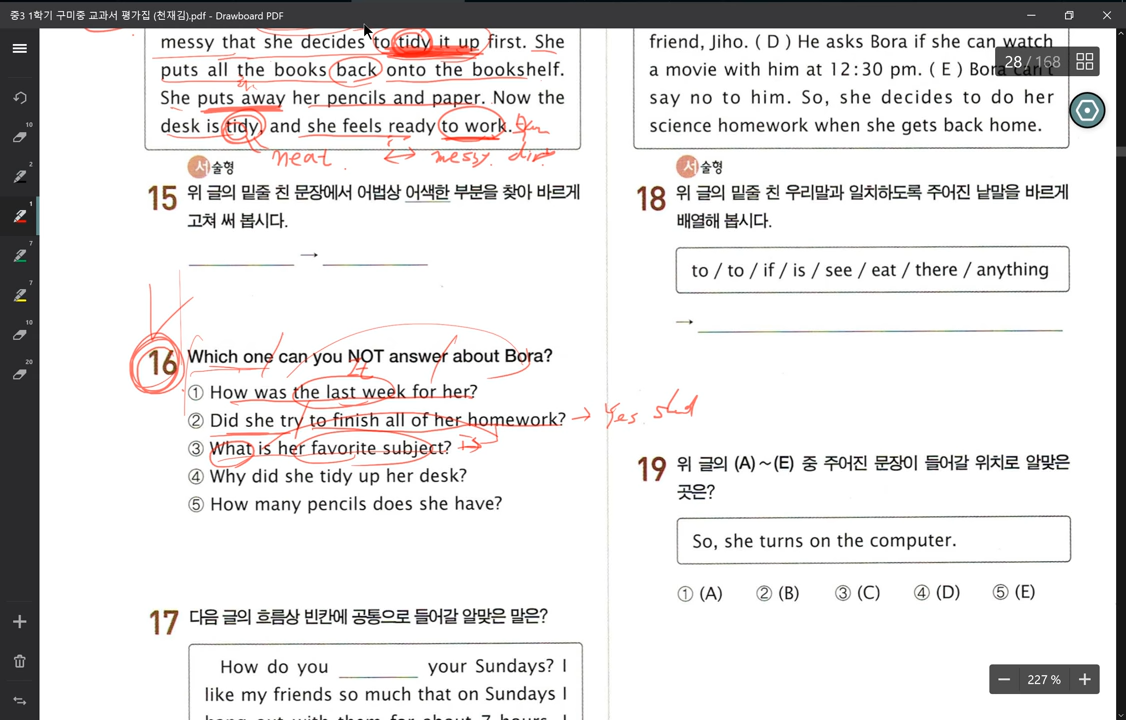 중3 1학기 구미중 교과서 평가집 (천재김).pdf - Drawboard PDF
28 / 168
messy that she decides to tidy it up first. She
puts all the books back onto the bookshelf.
She puts away her pencils and paper. Now the
desk is tidy, and she feels ready to work.
neat ↔ messy.
서술형
15 위 글의 밑줄 친 문장에서 어법상 어색한 부분을 찾아 바르게
고쳐 써 봅시다.
→
16 Which one can you NOT answer about Bora?
① How was the last week for her?
② Did she try to finish all of her homework? → Yes. she d
③ What is her favorite subject?
④ Why did she tidy up her desk?
⑤ How many pencils does she have?
17 다음 글의 흐름상 빈칸에 공통으로 들어갈 알맞은 말은?
How do you your Sundays? I
like my friends so much that on Sundays I
hang out with them for about 7 hours. I
friend, Jiho. ( D ) He asks Bora if she can watch
a movie with him at 12:30 pm. ( E ) Bora can't
say no to him. So, she decides to do her
science homework when she gets back home.
서술형
18 위 글의 밑줄 친 우리말과 일치하도록 주어진 낱말을 바르게
배열해 봅시다.
to / to / if / is / see / eat / there / anything
→
19 위 글의 (A)~(E) 중 주어진 문장이 들어갈 위치로 알맞은
곳은?
So, she turns on the computer.
① (A) ② (B) ③ (C) ④ (D) ⑤ (E)
10
2
1
7
7
10
20
227 %